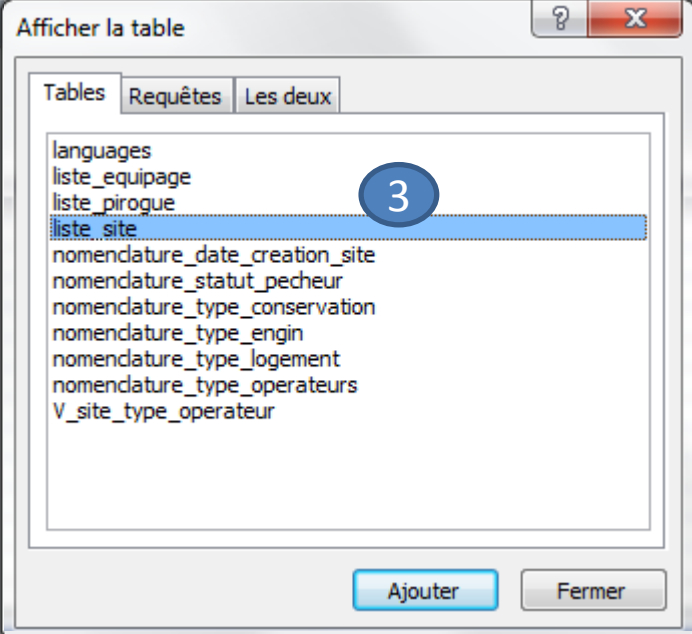 Afficher la table
Tables Requêtes Les deux
languages
liste_equipage
liste_pirogue
3
liste_site
nomenclature_date_creation_site
nomenclature_statut_pecheur
nomenclature_type_conservation
nomenclature_type_engin
nomenclature_type_logement
nomenclature_type_operateurs
V_site_type_operateur
Ajouter Fermer